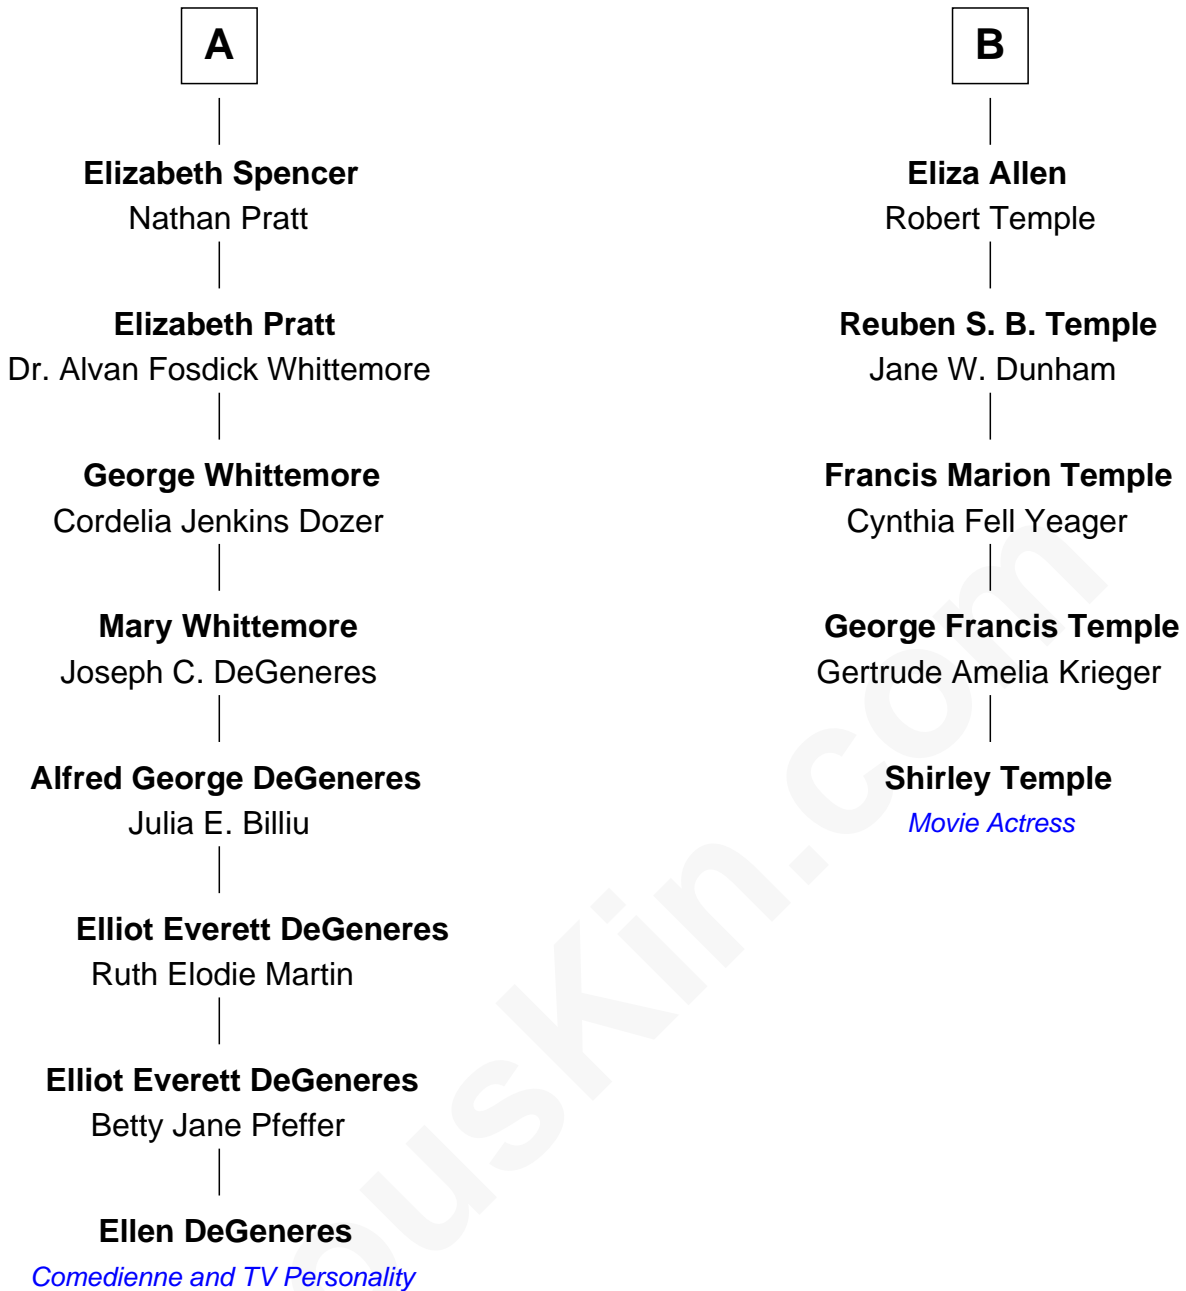 A
Elizabeth Spencer
Nathan Pratt
Elizabeth Pratt
Dr. Alvan Fosdick Whittemore
George Whittemore
Cordelia Jenkins Dozer
Mary Whittemore
Joseph C. DeGeneres
Alfred George DeGeneres
Julia E. Billiu
Elliot Everett DeGeneres
Ruth Elodie Martin
Elliot Everett DeGeneres
Betty Jane Pfeffer
Ellen DeGeneres
Comedienne and TV Personality
B
Eliza Allen
Robert Temple
Reuben S. B. Temple
Jane W. Dunham
Francis Marion Temple
Cynthia Fell Yeager
George Francis Temple
Gertrude Amelia Krieger
Shirley Temple
Movie Actress
ousKin.com